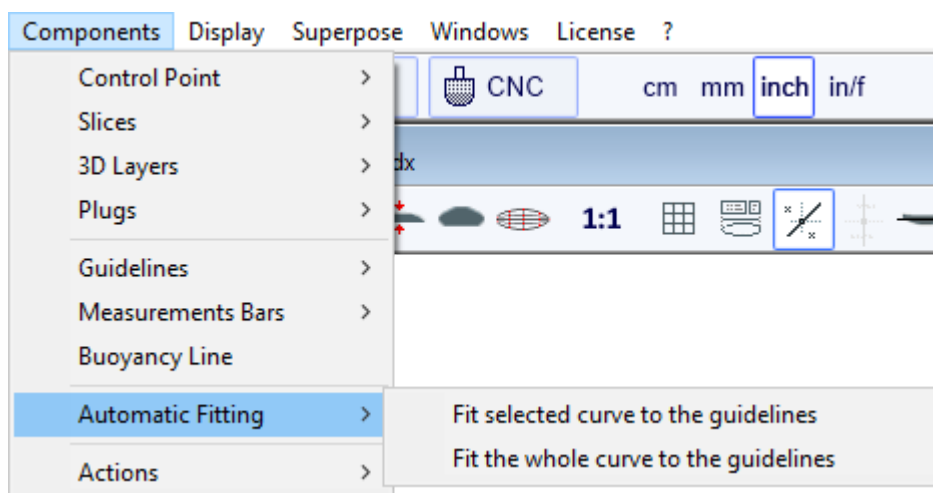 Components Display Superpose Windows License ?
Control Point
CNC cm mm inch in/f
Slices
3D Layers
dx
Plugs
1:1
Guidelines
Measurements Bars
Buoyancy Line
Automatic Fitting
Fit selected curve to the guidelines
Fit the whole curve to the guidelines
Actions